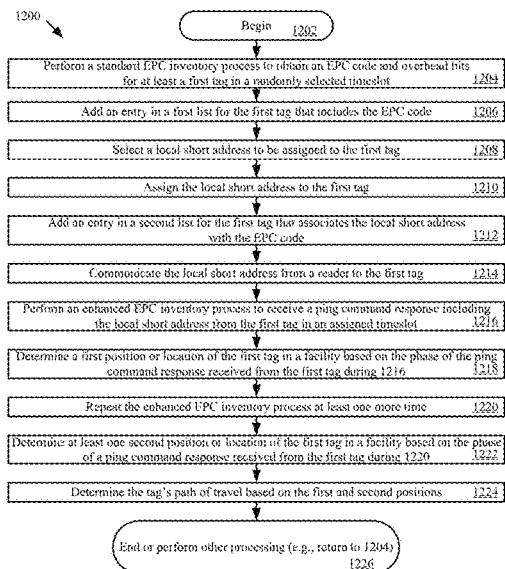 1200
Begin
1202
Perform a standard EPC inventory process to obtain an EPC code and overhead bits
for at least a first tag in a randomly selected timeslot
1204
Add an entry in a first list for the first tag that includes the EPC code
1206
Select a local short address to be assigned to the first tag
1208
Assign the local short address to the first tag
1210
Add an entry in a second list for the first tag that associates the local short address
with the EPC code
1212
Communicate the local short address from a reader to the first tag
1214
Perform an enhanced EPC inventory process to receive a ping command response including
the local short address from the first tag in an assigned timeslot
1216
Determine a first position or location of the first tag in a facility based on the phase of the ping
command response received from the first tag during 1216
1218
Repeat the enhanced EPC inventory process at least one more time
1220
Determine at least one second position or location of the first tag in a facility based on the phase
of a ping command response received from the first tag during 1220
1222
Determine the tag's path of travel based on the first and second positions
1224
End or perform other processing (e.g., return to 1204)
1226